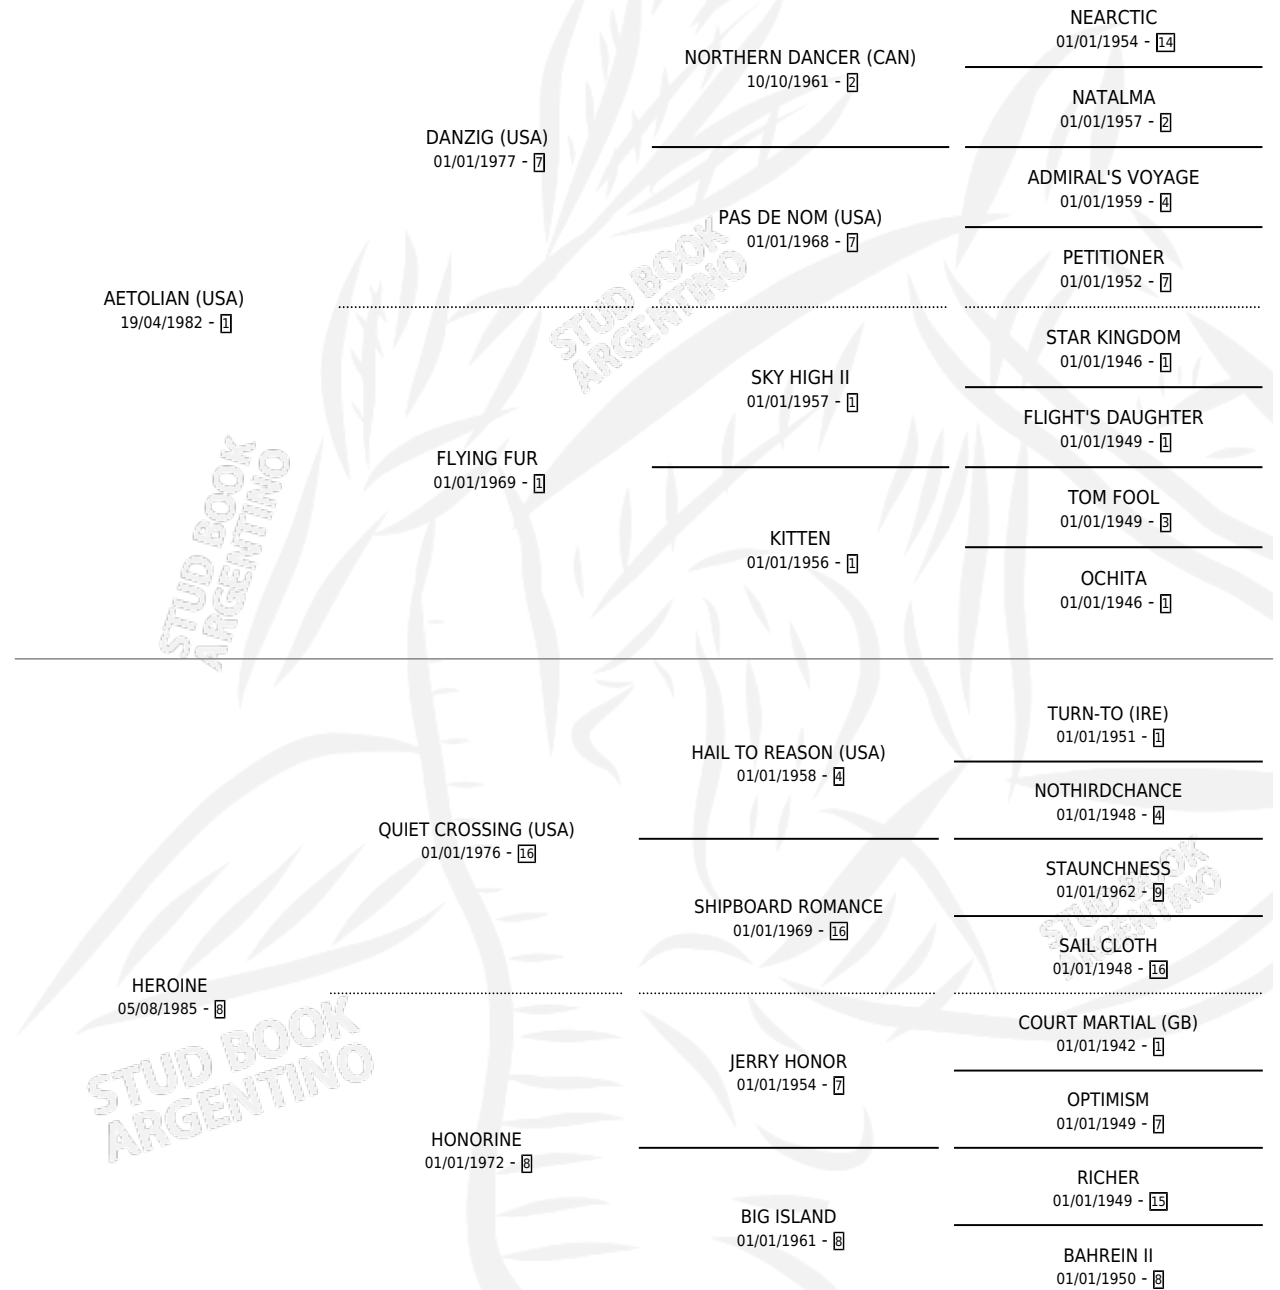 NEARCTIC
01/01/1954 - 14
NORTHERN DANCER (CAN)
10/10/1961 - 2
NATALMA
01/01/1957 - 2
DANZIG (USA)
01/01/1977 - 7
ADMIRAL'S VOYAGE
01/01/1959 - 4
PAS DE NOM (USA)
01/01/1968 - 7
PETITIONER
01/01/1952 - 7
AETOLIAN (USA)
19/04/1982 - 1
STUD BOOK
ARGENTINO
STAR KINGDOM
01/01/1946 - 1
SKY HIGH II
01/01/1957 - 1
FLIGHT'S DAUGHTER
01/01/1949 - 1
FLYING FUR
01/01/1969 - 1
TOM FOOL
01/01/1949 - 3
KITTEN
01/01/1956 - 1
OCHITA
01/01/1946 - 1
STUD BOOK
ARGENTINO
TURN-TO (IRE)
01/01/1951 - 1
HAIL TO REASON (USA)
01/01/1958 - 4
NOTHIRDCHANCE
01/01/1948 - 4
QUIET CROSSING (USA)
01/01/1976 - 16
STAUNCHNESS
01/01/1962 - 9
SHIPBOARD ROMANCE
01/01/1969 - 16
SAIL CLOTH
01/01/1948 - 16
STUD BOOK
ARGENTINO
HEROINE
05/08/1985 - 8
COURT MARTIAL (GB)
01/01/1942 - 1
JERRY HONOR
01/01/1954 - 7
OPTIMISM
01/01/1949 - 7
HONORINE
01/01/1972 - 8
RICHER
01/01/1949 - 15
BIG ISLAND
01/01/1961 - 8
BAHREIN II
01/01/1950 - 8
STUD BOOK
ARGENTINO